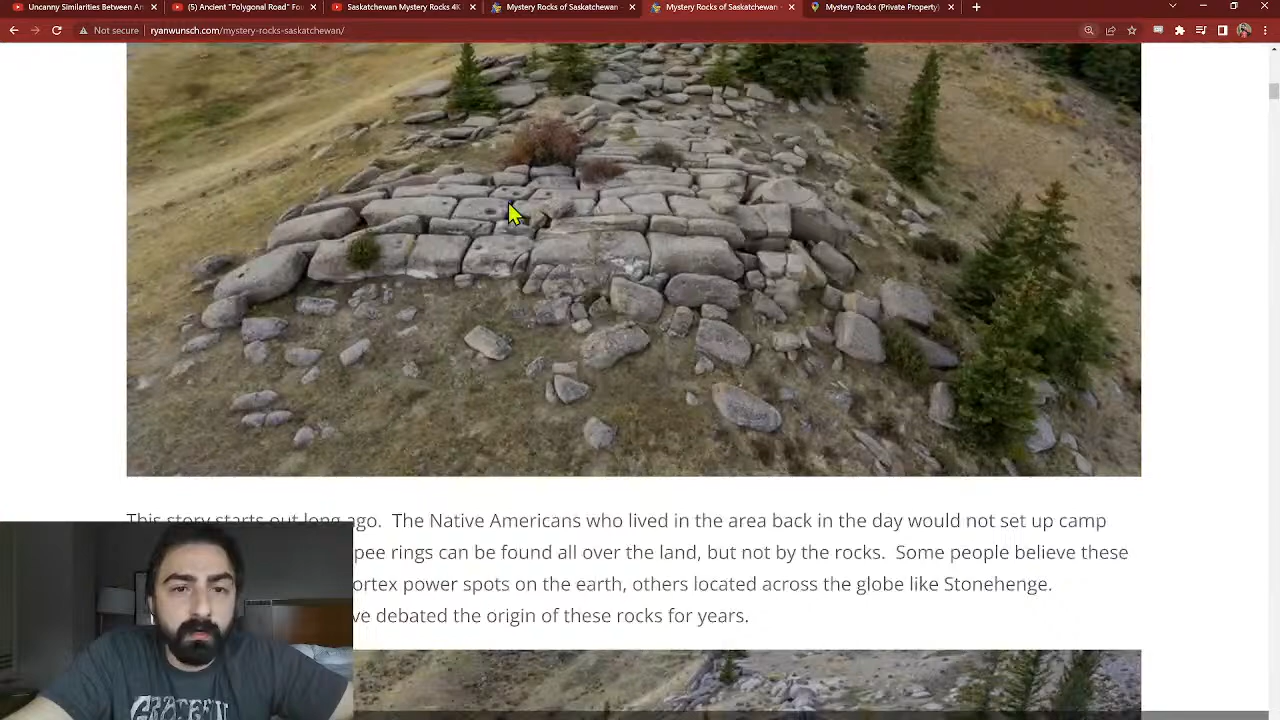 Uncanny Similarities Between An
(5) Ancient "Polygonal Road" Fou
Saskatchewan Mystery Rocks 4K
Mystery Rocks of Saskatchewan
Mystery Rocks of Saskatchewan -
Mystery Rocks (Private Property)
Not secure | ryanwunsch.com/mystery-rocks-saskatchewan/
This story starts out long ago. The Native Americans who lived in the area back in the day would not set up camp
pee rings can be found all over the land, but not by the rocks. Some people believe these
ortex power spots on the earth, others located across the globe like Stonehenge.
ve debated the origin of these rocks for years.